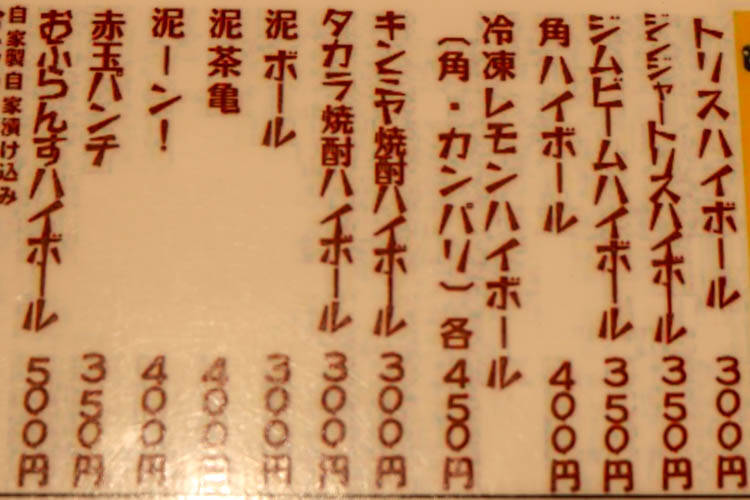 トリスハイボール 300円
ジンジャートリスハイボール 350円
ジムビームハイボール 350円
角ハイボール 400円
冷凍レモンハイボール
(角・カンパリ)各450円
キンミヤ焼酎ハイボール 300円
タカラ焼酎ハイボール 300円
泥ボール 300円
泥茶亀 400円
泥ーン! 400円
赤玉パンチ 350円
おふらんすハイボール 500円
自家製自家漬け込み